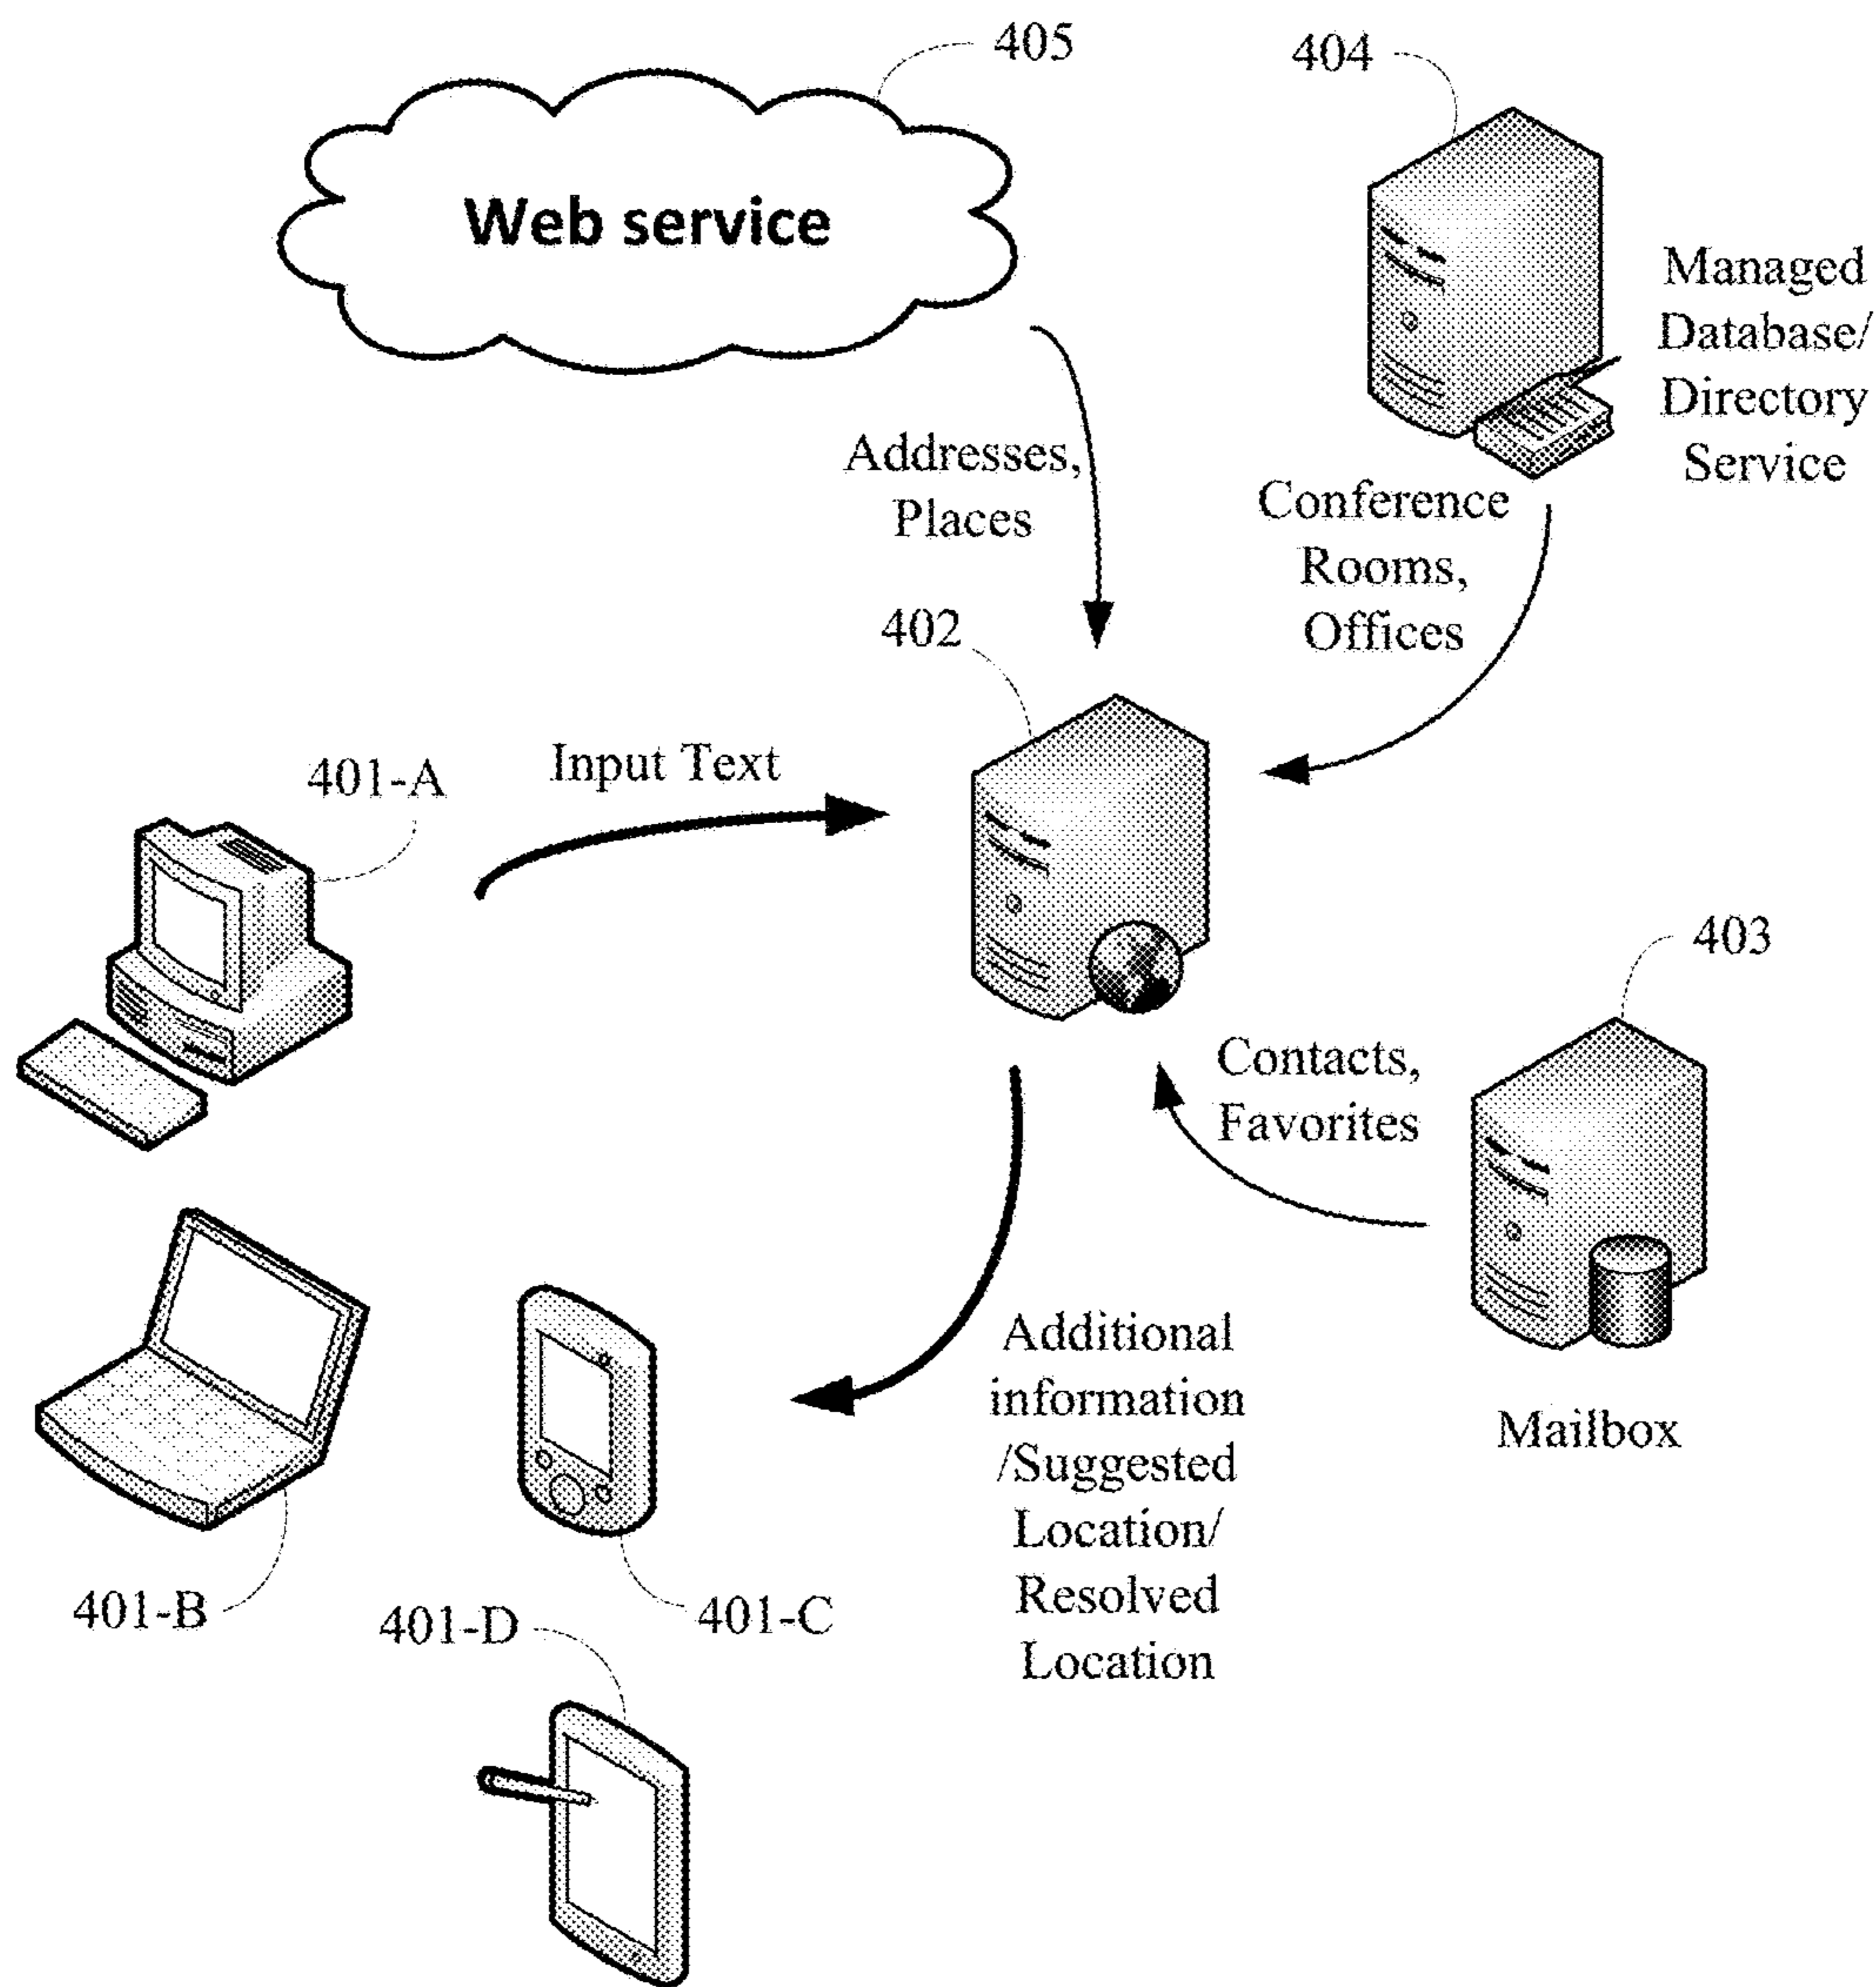 405
404
Web service
Managed
Database/
Directory
Service
Addresses,
Places
Conference
Rooms,
Offices
402
Input Text
401-A
403
Contacts,
Favorites
Additional
information
/Suggested
Location/
Resolved
Location
Mailbox
401-B
401-D
401-C